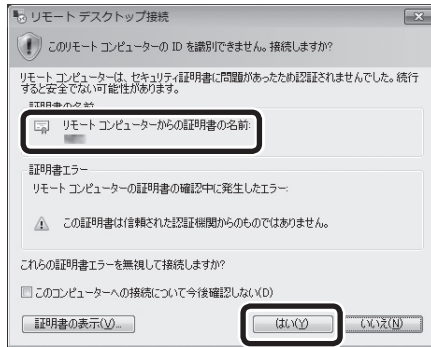 リモート デスクトップ接続
このリモート コンピューターの ID を識別できません。接続しますか?
リモート コンピューターは、セキュリティ証明書に問題があったため認証されませんでした。続行
すると安全でない可能性があります。
証明書の名前
リモート コンピューターからの証明書の名前:
証明書エラー
リモート コンピューターの証明書の確認中に発生したエラー:
この証明書は信頼された認証機関からのものではありません。
これらの証明書エラーを無視して接続しますか?
このコンピューターへの接続について今後確認しない(D)
証明書の表示(V)... はい(Y) いいえ(N)